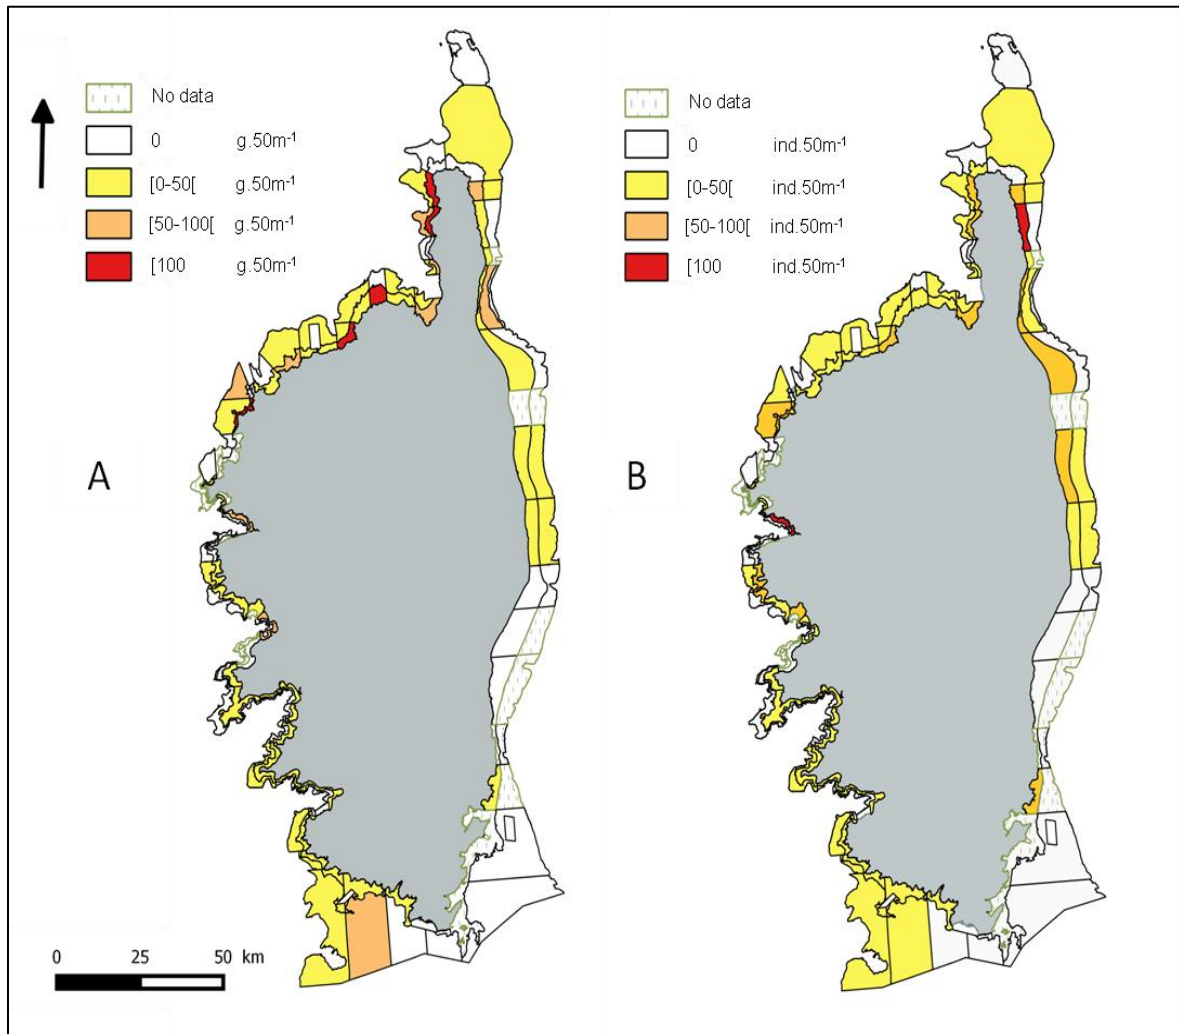 No data
0 g.50m⁻¹
[0-50[ g.50m⁻¹
[50-100[ g.50m⁻¹
[100 g.50m⁻¹
A
0 25 50 km
No data
0 ind.50m⁻¹
[0-50[ ind.50m⁻¹
[50-100[ ind.50m⁻¹
[100 ind.50m⁻¹
B